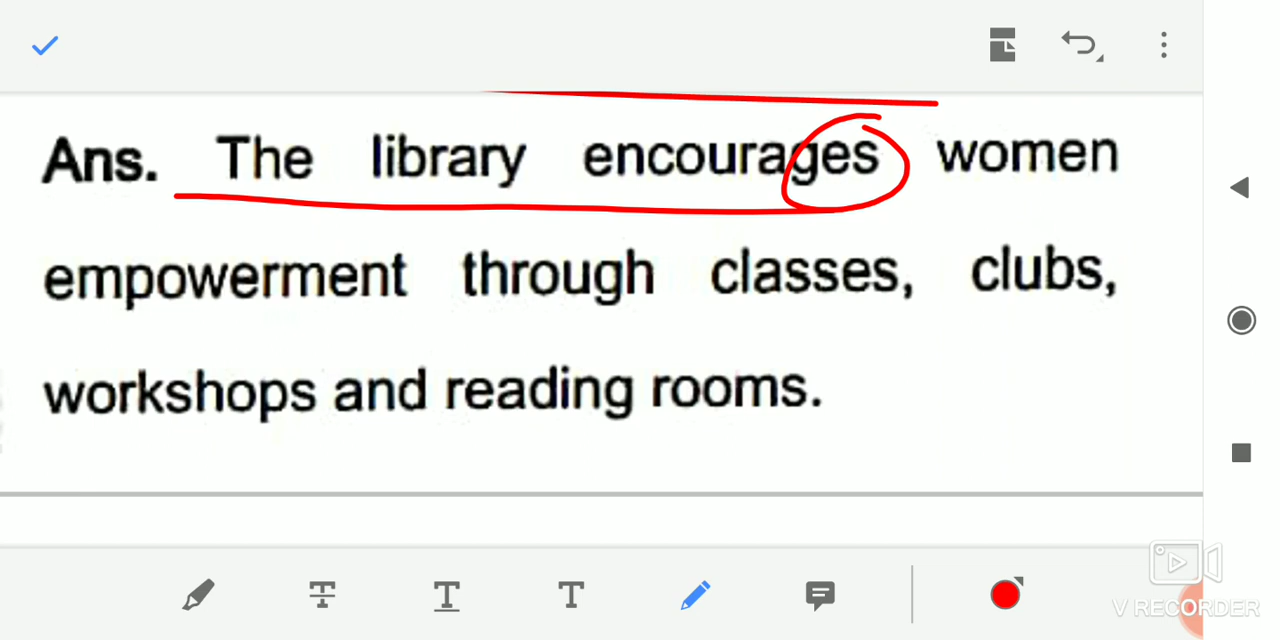 Ans. The library encourages women
empowerment through classes, clubs,
workshops and reading rooms.
T T T
V RECORDER